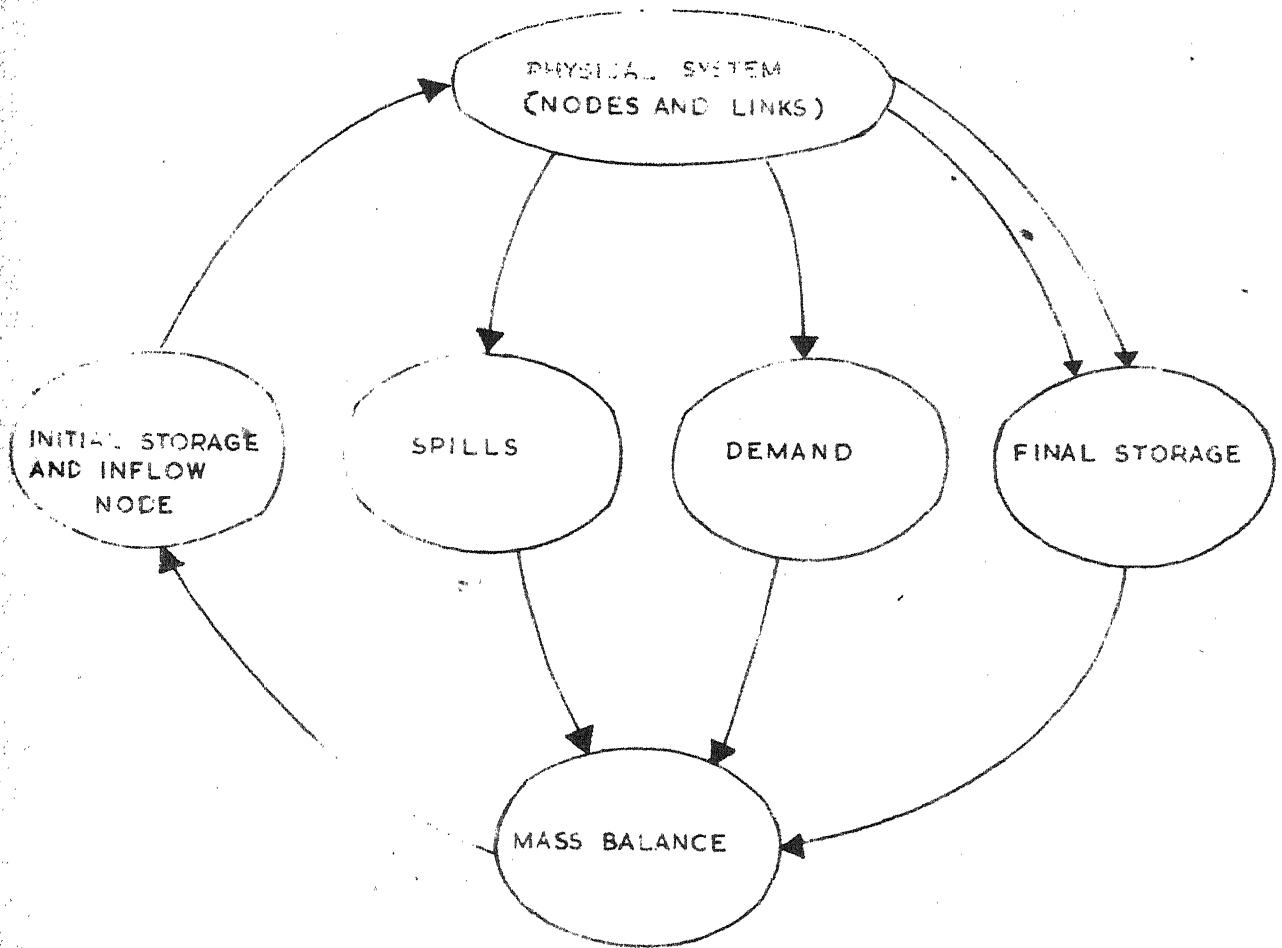 PHYSICAL SYSTEM
(NODES AND LINKS)
INITIAL STORAGE
AND INFLOW
NODE
SPILLS
DEMAND
FINAL STORAGE
MASS BALANCE